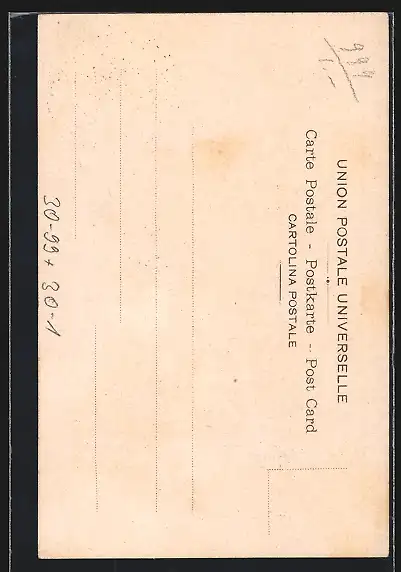 UNION POSTALE UNIVERSELLE
Carte Postale - Postkarte - Post Card
CARTOLINA POSTALE
30-99+ 30-1